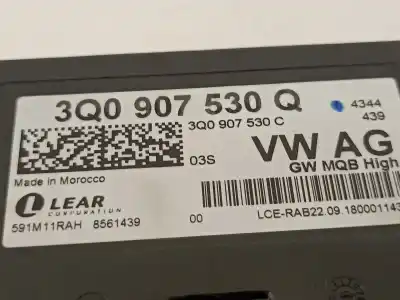 3Q0 907 530 Q
4344
439
3Q0 907 530 C
03S
VW AG
GW MQB High
Made in Morocco
LEAR
CORPORATION
591M11RAH 8561439
00
LCE-RAB22.09.180001143